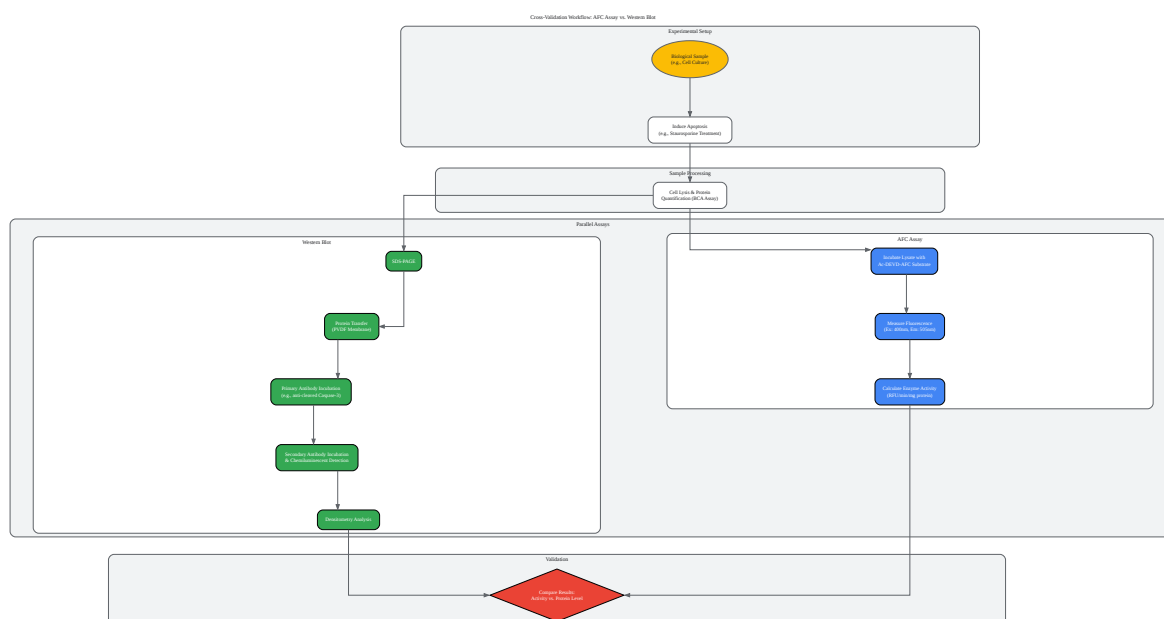 Cross-Validation Workflow: AFC Assay vs. Western Blot
Experimental Setup
Biological Sample
(e.g., Cell Culture)
Induce Apoptosis
(e.g., Staurosporine Treatment)
Sample Processing
Cell Lysis & Protein
Quantification (BCA Assay)
Parallel Assays
Western Blot
SDS-PAGE
Protein Transfer
(PVDF Membrane)
Primary Antibody Incubation
(e.g., anti-cleaved Caspase-3)
Secondary Antibody Incubation
& Chemiluminescent Detection
Densitometry Analysis
AFC Assay
Incubate Lysate with
Ac-DEVD-AFC Substrate
Measure Fluorescence
(Ex: 400nm, Em: 505nm)
Calculate Enzyme Activity
(RFU/min/mg protein)
Validation
Compare Results:
Activity vs. Protein Level